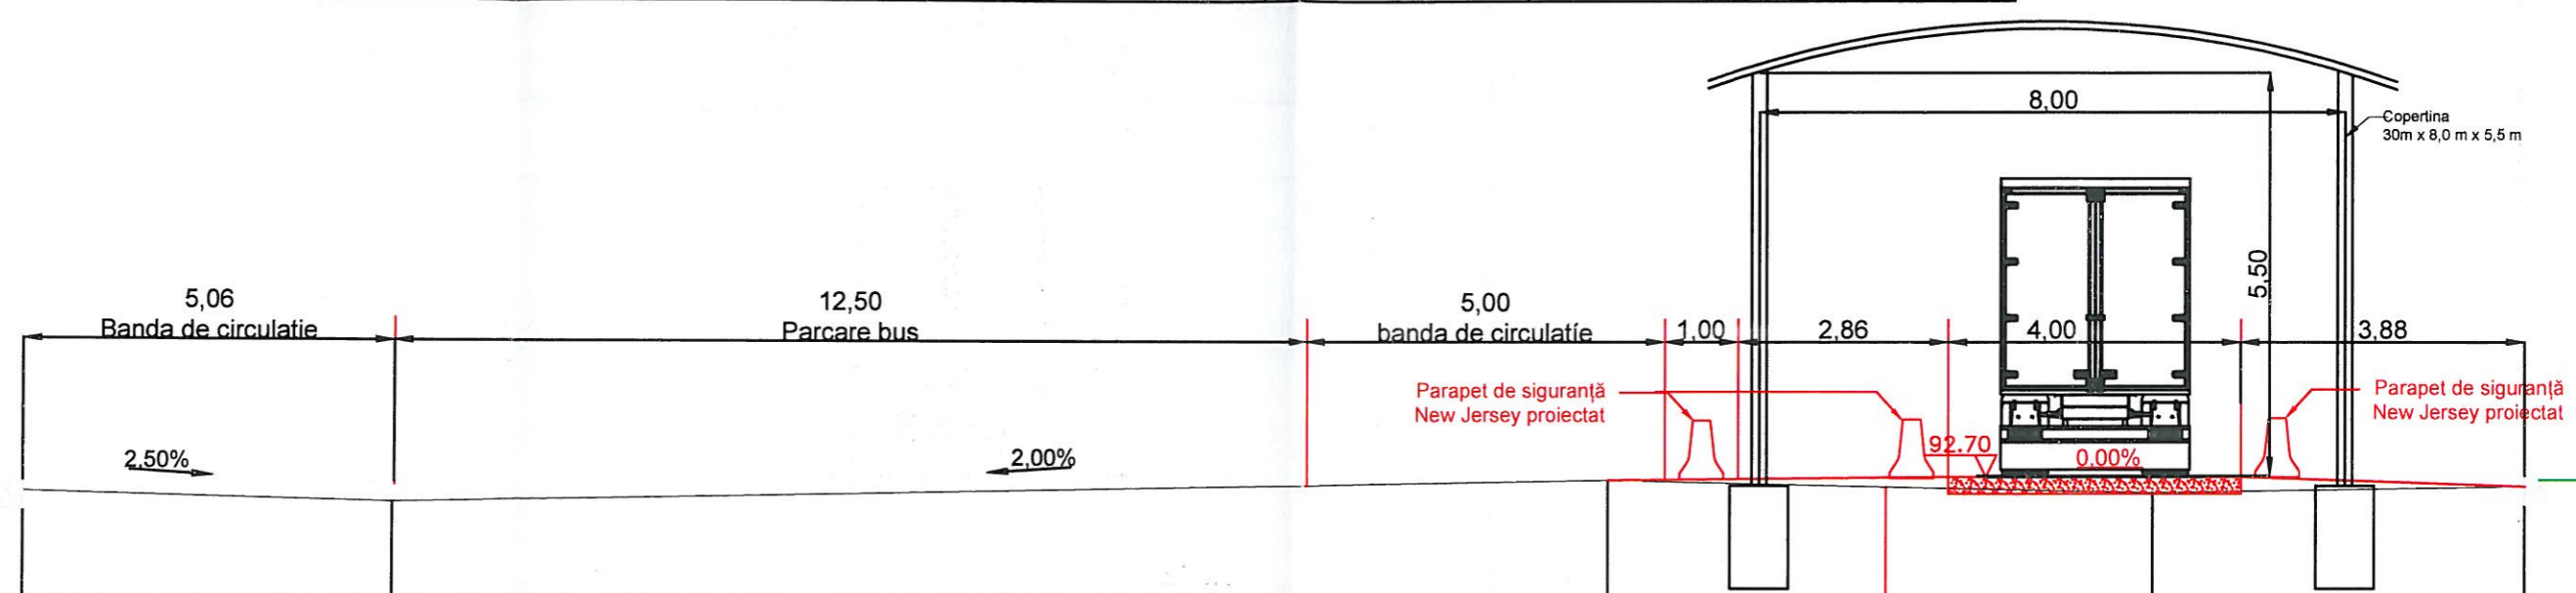 8,00
Copertina
30m x 8,0 m x 5,5 m
5,50
5,06
Banda de circulatie
12,50
Parcare bus
5,00
banda de circulatie
1,00
2,86
4,00
3,88
Parapet de siguranță
New Jersey proiectat
Parapet de siguranță
New Jersey proiectat
2,50%
2,00%
92.70
0,00%